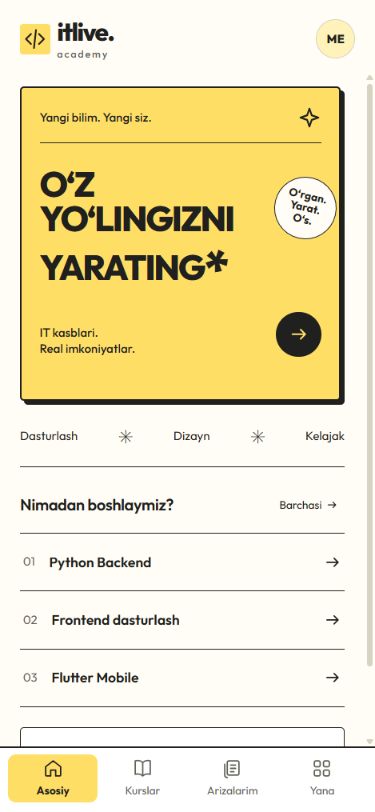 itlive.
academy
ME
Yangi bilim. Yangi siz.
O‘Z
YO‘LINGIZNI
YARATING*
O‘rgan.
Yarat.
O‘s.
IT kasblari.
Real imkoniyatlar.
Dasturlash
Dizayn
Kelajak
Nimadan boshlaymiz?
Barchasi →
01 Python Backend →
02 Frontend dasturlash →
03 Flutter Mobile →
Asosiy
Kurslar
Arizalarim
Yana